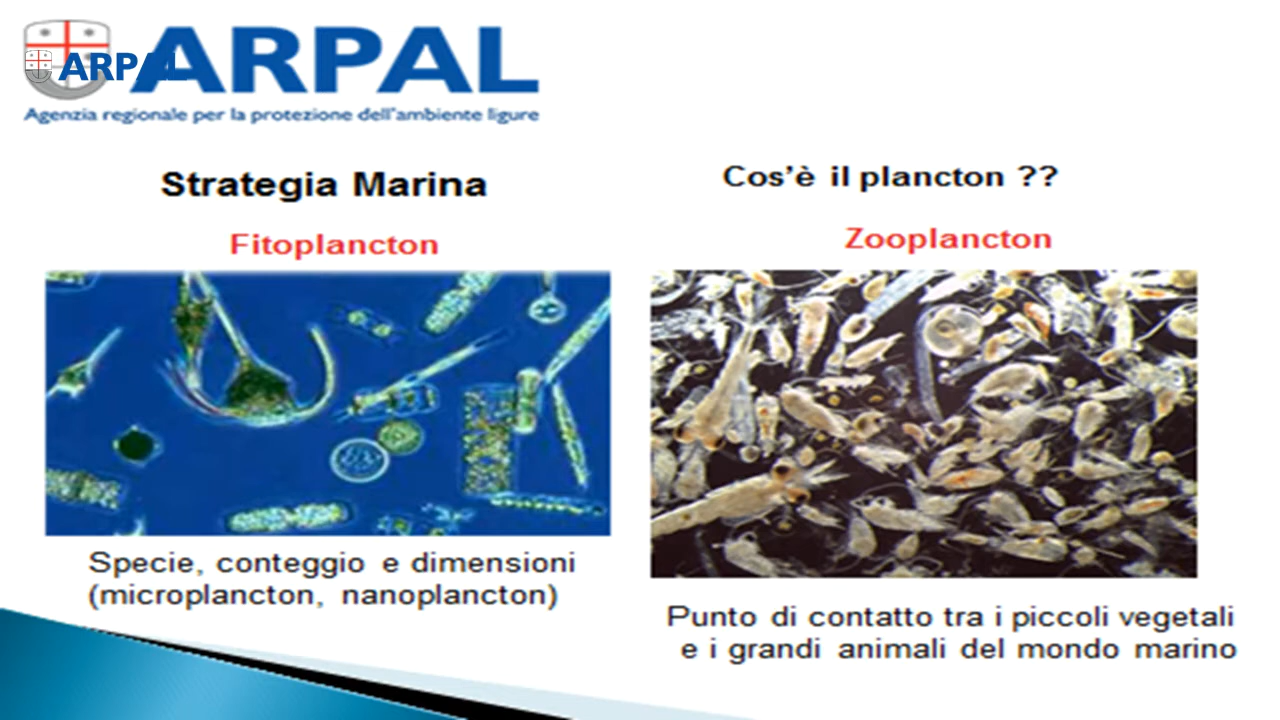 ARPAL
ARPAL
Agenzia regionale per la protezione dell'ambiente ligure
Strategia Marina
Cos'è il plancton ??
Fitoplancton
Zooplancton
Specie, conteggio e dimensioni
(microplancton, nanoplancton)
Punto di contatto tra i piccoli vegetali
e i grandi animali del mondo marino